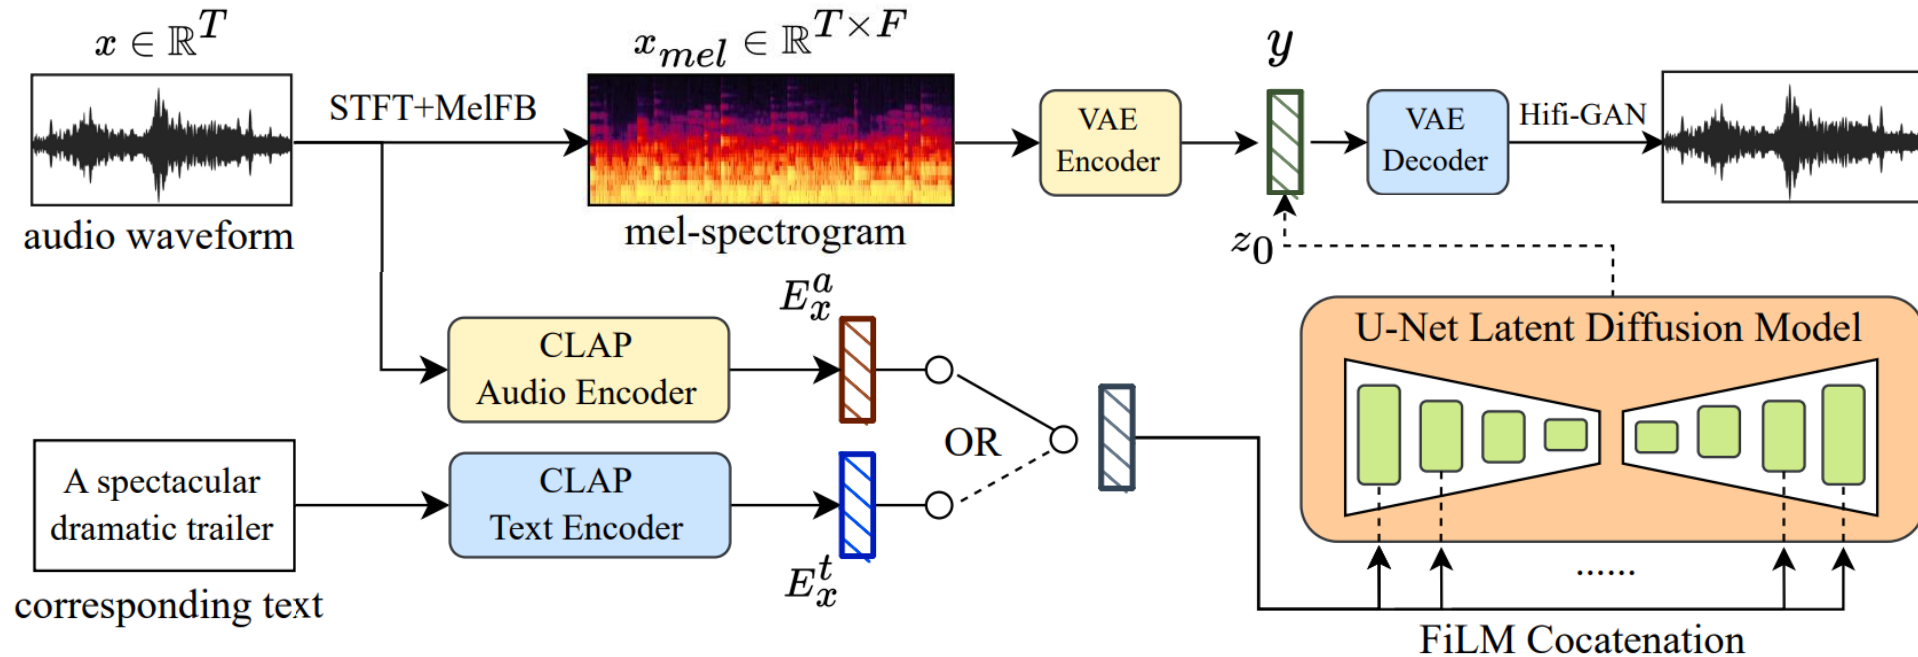 x ∈ ℝ^T
x_mel ∈ ℝ^{T×F}
y
STFT+MelFB
VAE
Encoder
VAE
Decoder
Hifi-GAN
audio waveform
mel-spectrogram
z_0
E_x^a
CLAP
Audio Encoder
U-Net Latent Diffusion Model
OR
A spectacular
dramatic trailer
CLAP
Text Encoder
E_x^t
corresponding text
......
FiLM Cocatenation